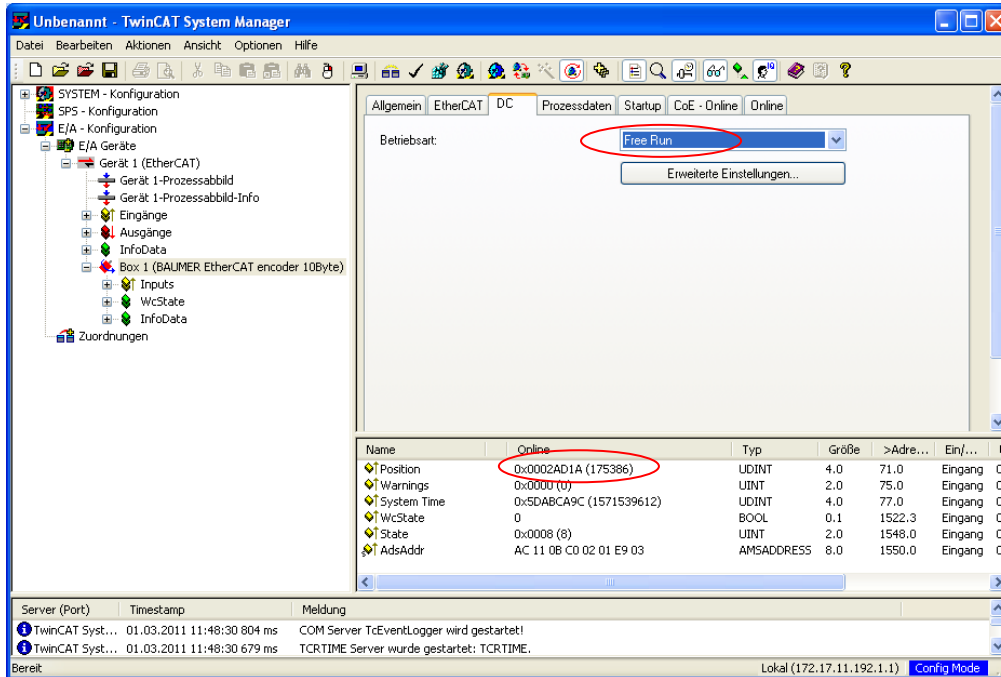 Unbenannt - TwinCAT System Manager
Datei Bearbeiten Aktionen Ansicht Optionen Hilfe
SYSTEM - Konfiguration
SPS - Konfiguration
E/A - Konfiguration
E/A Geräte
Gerät 1 (EtherCAT)
Gerät 1-Prozessabbild
Gerät 1-Prozessabbild-Info
Eingänge
Ausgänge
InfoData
Box 1 (BAUMER EtherCAT encoder 10Byte)
Inputs
WcState
InfoData
Zuordnungen
Allgemein EtherCAT DC Prozessdaten Startup CoE - Online Online
Betriebsart: Free Run
Erweiterte Einstellungen...
Name Online Typ Größe >Adre... Ein/...
Position 0x0002AD1A (175386) UDINT 4.0 71.0 Eingang
Warnings 0x0000 (0) UINT 2.0 75.0 Eingang
System Time 0x5DABCA9C (1571539612) UDINT 4.0 77.0 Eingang
WcState 0 BOOL 0.1 1522.3 Eingang
State 0x0008 (8) UINT 2.0 1548.0 Eingang
AdsAddr AC 11 0B C0 02 01 E9 03 AMSADDRESS 8.0 1550.0 Eingang
Server (Port) Timestamp Meldung
TwinCAT Syst... 01.03.2011 11:48:30 804 ms COM Server TcEventLogger wird gestartet!
TwinCAT Syst... 01.03.2011 11:48:30 679 ms TCRTIME Server wurde gestartet: TCRTIME.
Bereit Lokal (172.17.11.192.1.1) Config Mode